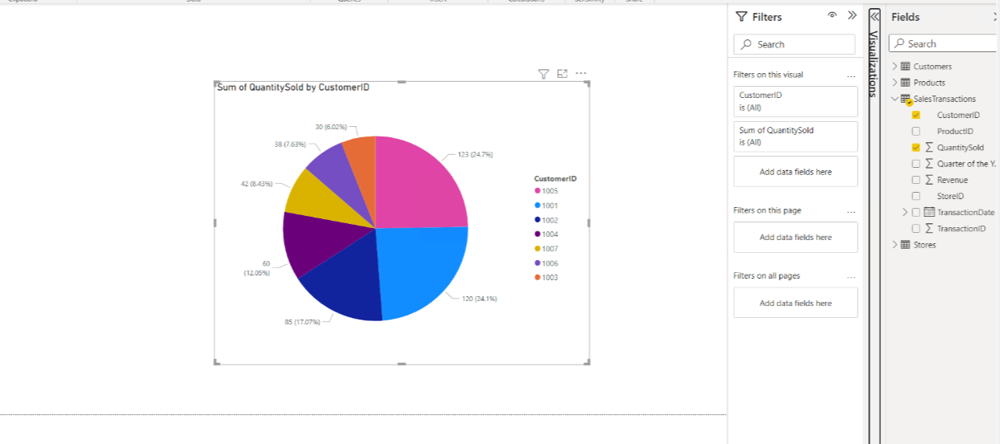 Sum of QuantitySold by CustomerID
30 (6.02%)
38 (7.63%)
123 (24.7%)
42 (8.43%)
60
(12.05%)
120 (24.1%)
85 (17.07%)
CustomerID
1005
1001
1002
1004
1007
1006
1003
Filters
Search
Filters on this visual
...
CustomerID
is (All)
Sum of QuantitySold
is (All)
Add data fields here
Filters on this page
...
Add data fields here
Filters on all pages
...
Add data fields here
Visualizations
Fields
Search
Customers
Products
SalesTransactions
CustomerID
ProductID
QuantitySold
Quarter of the Y...
Revenue
StoreID
TransactionDate
TransactionID
Stores